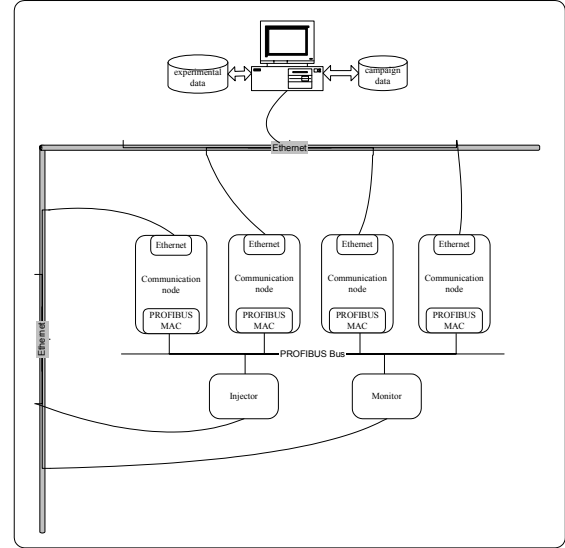 experimental
data
campaign
data
Ethernet
Ethernet
Ethernet
Ethernet
Ethernet
Communication
node
Communication
node
Communication
node
Communication
node
PROFIBUS
MAC
PROFIBUS
MAC
PROFIBUS
MAC
PROFIBUS
MAC
Ethernet
PROFIBUS Bus
Injector
Monitor